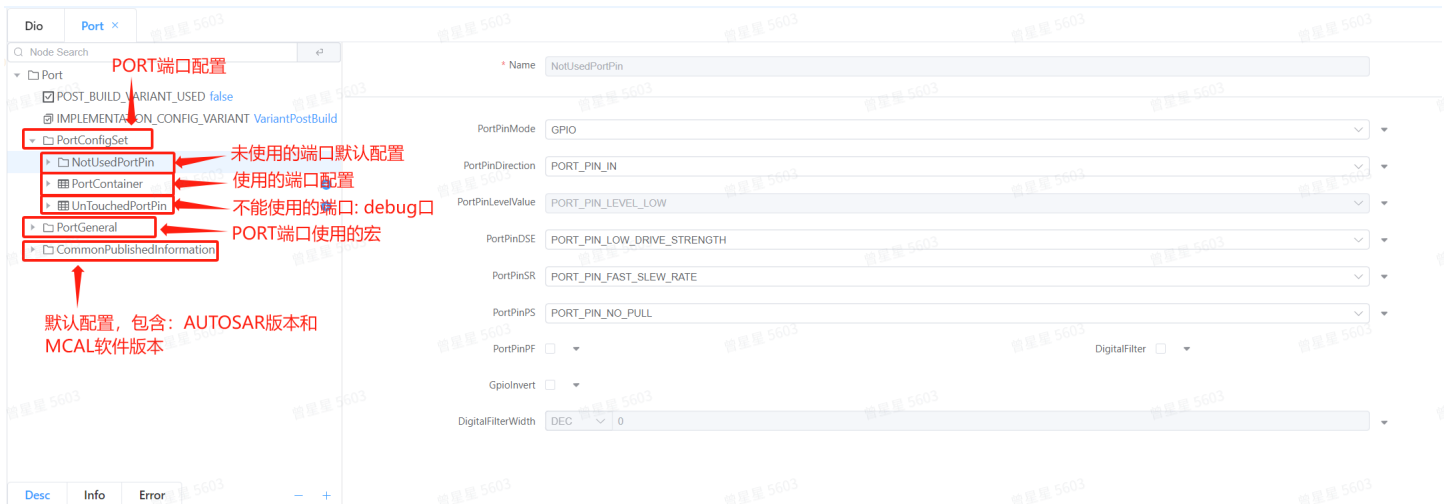 Dio
Port ×
Node Search
Port
POST_BUILD_VARIANT_USED false
IMPLEMENTATION_CONFIG_VARIANT VariantPostBuild
PortConfigSet
NotUsedPortPin
PortContainer
UnTouchedPortPin
PortGeneral
CommonPublishedInformation
PORT端口配置
未使用的端口默认配置
使用的端口配置
不能使用的端口: debug口
PORT端口使用的宏
默认配置，包含：AUTOSAR版本和
MCAL软件版本
Desc
Info
Error
* Name NotUsedPortPin
PortPinMode GPIO
PortPinDirection PORT_PIN_IN
PortPinLevelValue PORT_PIN_LEVEL_LOW
PortPinDSE PORT_PIN_LOW_DRIVE_STRENGTH
PortPinSR PORT_PIN_FAST_SLEW_RATE
PortPinPS PORT_PIN_NO_PULL
PortPinPF
DigitalFilter
GpioInvert
DigitalFilterWidth DEC 0
曾星星 5603